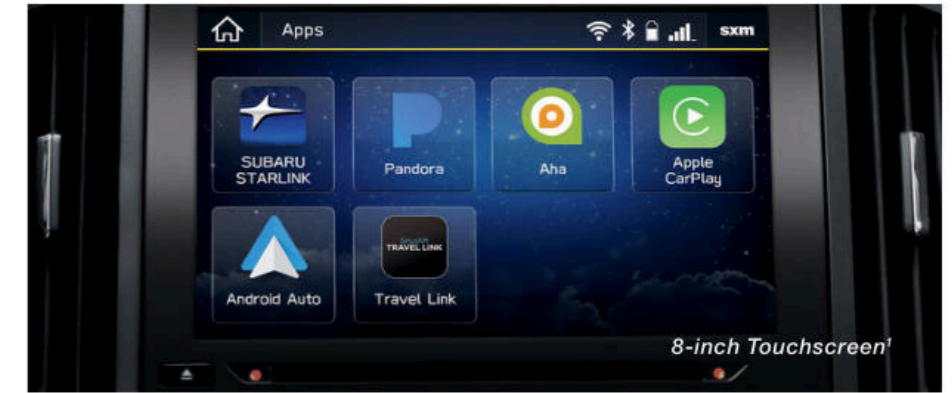 Apps
sxm
SUBARU
STARLINK
Pandora
Aha
Apple
CarPlay
TRAVEL LINK
Android Auto
Travel Link
8-inch Touchscreen¹